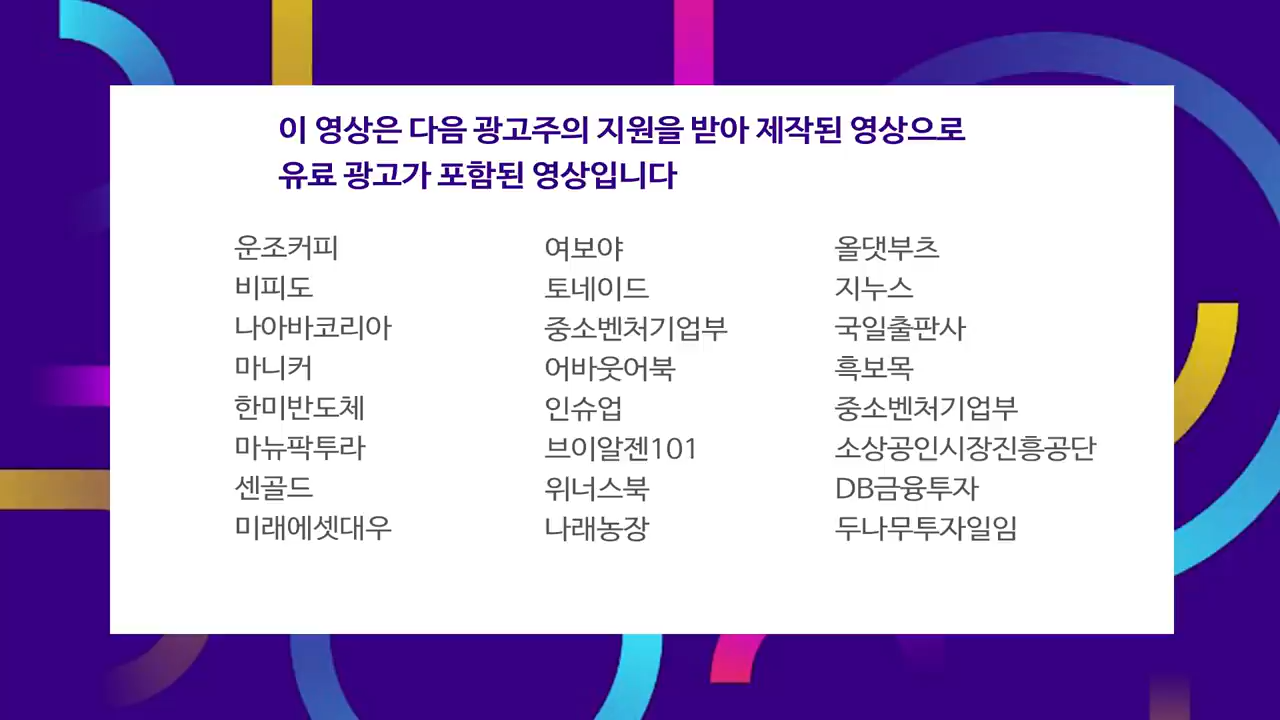 이 영상은 다음 광고주의 지원을 받아 제작된 영상으로
유료 광고가 포함된 영상입니다
운조커피
비피도
나아바코리아
마니커
한미반도체
마뉴팍투라
센골드
미래에셋대우
여보야
토네이드
중소벤처기업부
어바웃어북
인슈업
브이알젠101
위너스북
나래농장
올댓부츠
지누스
국일출판사
흑보목
중소벤처기업부
소상공인시장진흥공단
DB금융투자
두나무투자일임